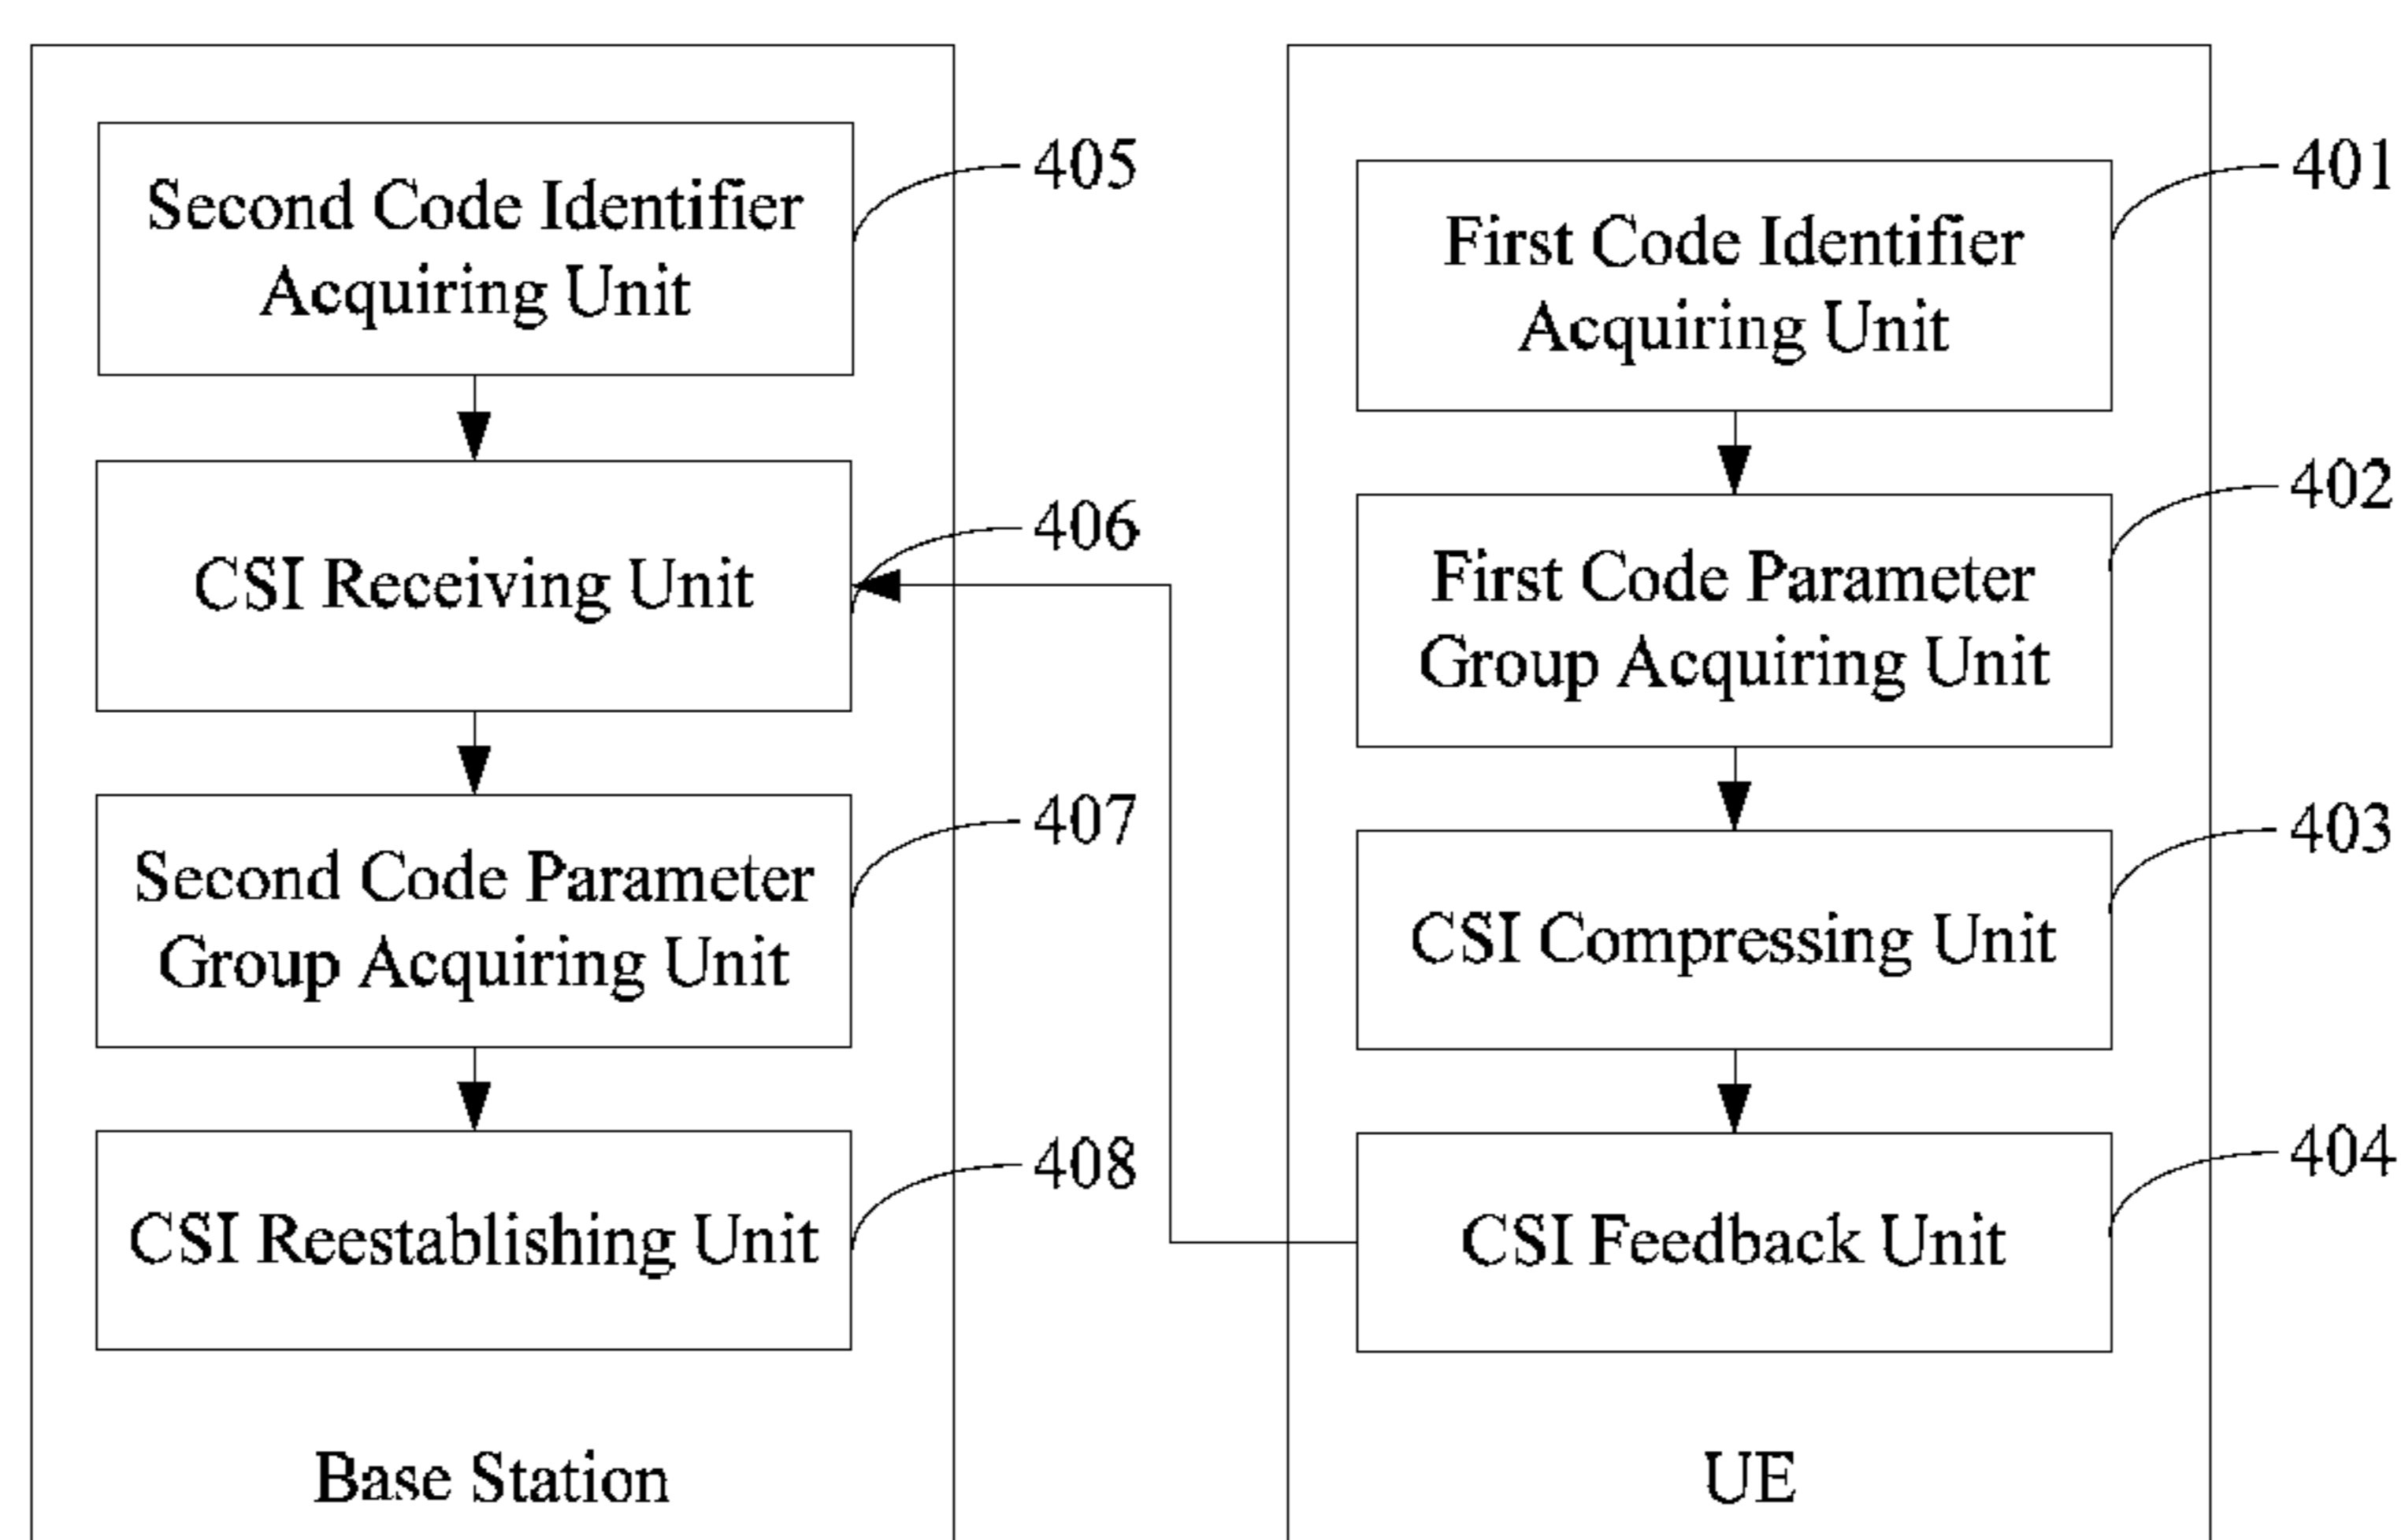 Second Code Identifier
Acquiring Unit
405
CSI Receiving Unit
406
Second Code Parameter
Group Acquiring Unit
407
CSI Reestablishing Unit
408
Base Station
First Code Identifier
Acquiring Unit
401
First Code Parameter
Group Acquiring Unit
402
CSI Compressing Unit
403
CSI Feedback Unit
404
UE